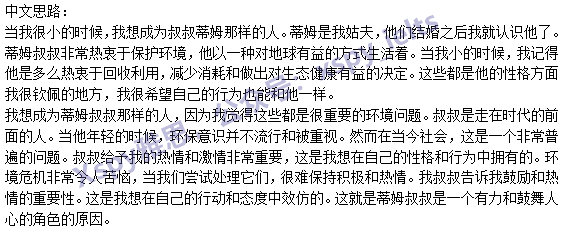 中文思路：
当我很小的时候，我想成为叔叔蒂姆那样的人。蒂姆是我姑夫，他们结婚之后我就认识他了。
蒂姆叔叔非常热衷于保护环境，他以一种对地球有益的方式生活着。当我小的时候，我记得
他是多么热衷于回收利用，减少消耗和做出对生态健康有益的决定。这些都是他的性格方面
我很钦佩的地方，我很希望自己的行为也能和他一样。
我想成为蒂姆叔叔那样的人，因为我觉得这些都是很重要的环境问题。叔叔是走在时代的前
面的人。当他年轻的时候，环保意识并不流行和被重视。然而在当今社会，这是一个非常普
遍的问题。叔叔给予我的热情和激情非常重要，这是我想在自己的性格和行为中拥有的。环
境危机非常令人苦恼，当我们尝试处理它们，很难保持积极和热情。我叔叔告诉我鼓励和热
情的重要性。这是我想在自己的行动和态度中效仿的。这就是蒂姆叔叔是一个有力和鼓舞人
心的角色的原因。